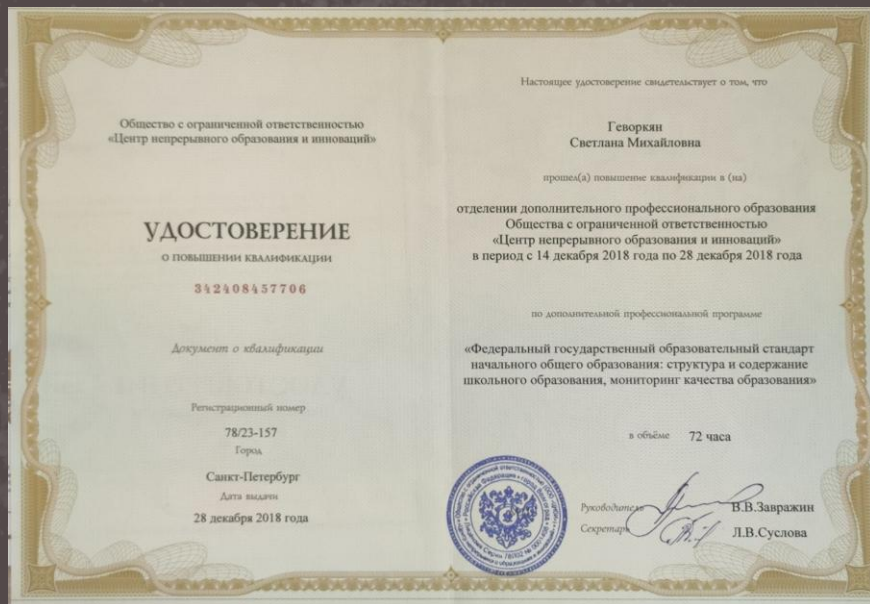 Общество с ограниченной ответственностью
«Центр непрерывного образования и инноваций»
УДОСТОВЕРЕНИЕ
О ПОВЫШЕНИИ КВАЛИФИКАЦИИ
342408457706
Документ о квалификации
Регистрационный номер
78/23-157
Город
Санкт-Петербург
Дата выдачи
28 декабря 2018 года
Настоящее удостоверение свидетельствует о том, что
Геворкян
Светлана Михайловна
прошел(а) повышение квалификации в (на)
отделении дополнительного профессионального образования
Общества с ограниченной ответственностью
«Центр непрерывного образования и инноваций»
в период с 14 декабря 2018 года по 28 декабря 2018 года
по дополнительной профессиональной программе
«Федеральный государственный образовательный стандарт
начального общего образования: структура и содержание
школьного образования, мониторинг качества образования»
в объёме 72 часа
Руководитель В.В.Завражин
Секретарь Л.В.Суслова